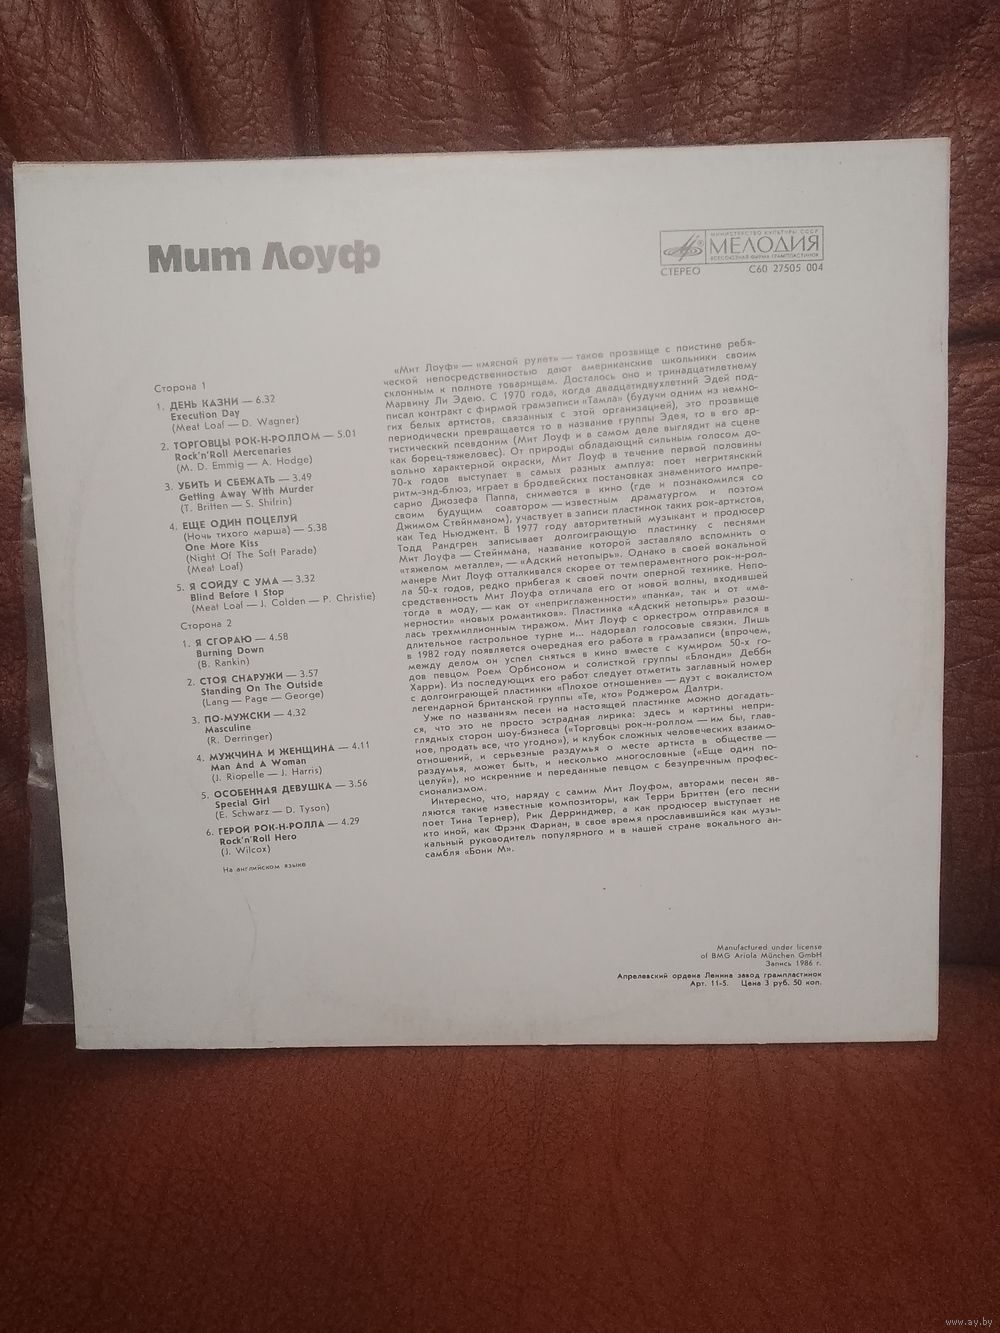 Мит Лоуф
МИНИСТЕРСТВО КУЛЬТУРЫ СССР
МЕЛОДИЯ
ВСЕСОЮЗНАЯ ФИРМА ГРАМПЛАСТИНОК
СТЕРЕО С60 27505 004
Сторона 1
1. ДЕНЬ КАЗНИ — 6.32
Execution Day
(Meat Loaf — D. Wagner)
2. ТОРГОВЦЫ РОК-Н-РОЛЛОМ — 5.01
Rock'n'Roll Mercenaries
(M. D. Emmig — A. Hodge)
3. УБИТЬ И СБЕЖАТЬ — 3.49
Getting Away With Murder
(T. Britten — S. Shifrin)
4. ЕЩЕ ОДИН ПОЦЕЛУЙ
(Ночь тихого марша) — 5.38
One More Kiss
(Night Of The Soft Parade)
(Meat Loaf)
5. Я СОЙДУ С УМА — 3.32
Blind Before I Stop
(Meat Loaf — J. Golden — P. Christie)
Сторона 2
1. Я СГОРАЮ — 4.58
Burning Down
(B. Rankin)
2. СТОЯ СНАРУЖИ — 3.57
Standing On The Outside
(Lang — Page — George)
3. ПО-МУЖСКИ — 4.32
Masculine
(R. Derringer)
4. МУЖЧИНА И ЖЕНЩИНА — 4.11
Man And A Woman
(J. Riopelle — J. Harris)
5. ОСОБЕННАЯ ДЕВУШКА — 3.56
Special Girl
(E. Schwarz — D. Tyson)
6. ГЕРОЙ РОК-Н-РОЛЛА — 4.29
Rock'n'Roll Hero
(J. Wilcox)
На английском языке
«Мит Лоуф» — «мясной рулет» — такое прозвище с поистине ребя-
ческой непосредственностью дают американские школьники своим
склонным к полноте товарищам. Досталось оно и тринадцатилетнему
Марвину Ли Эдею. С 1970 года, когда двадцатидвухлетний Эдей под-
писал контракт с фирмой грамзаписи «Тамла» (будучи одним из немно-
гих белых артистов, связанных с этой организацией), это прозвище
периодически превращается то в название группы Эдея, то в его ар-
тистический псевдоним (Мит Лоуф и в самом деле выглядит на сцене
как борец-тяжеловес). От природы обладающий сильным голосом до-
вольно характерной окраски, Мит Лоуф в течение первой половины
70-х годов выступает в самых разных амплуа: поет негритянский
ритм-энд-блюз, играет в бродвейских постановках знаменитого импре-
сарио Джозефа Паппа, снимается в кино (где и познакомился со
своим будущим соавтором — известным драматургом и поэтом
Джимом Стейнманом), участвует в записи пластинок таких рок-артистов,
как Тед Ньюджент. В 1977 году авторитетный музыкант и продюсер
Тодд Рандгрен записывает долгоиграющую пластинку с песнями
Мит Лоуфа — Стейнмана, название которой заставляло вспомнить о
«тяжелом металле», — «Адский нетопырь». Однако в своей вокальной
манере Мит Лоуф отталкивался скорее от темпераментного рок-н-рол-
ла 50-х годов, редко прибегая к своей почти оперной технике. Непо-
средственность Мит Лоуфа отличала его от новой волны, входившей
тогда в моду, — как от «неприглаженности» «панка», так и от «ма-
нерности» «новых романтиков». Пластинка «Адский нетопырь» разош-
лась трехмиллионным тиражом. Мит Лоуф с оркестром отправился в
длительное гастрольное турне и... надорвал голосовые связки. Лишь
в 1982 году появляется очередная его работа в грамзаписи (впрочем,
между делом он успел сняться в кино вместе с кумиром 50-х го-
дов певцом Роем Орбисоном и солисткой группы «Блонди» Дебби
Харри). Из последующих его работ следует отметить заглавный номер
с долгоиграющей пластинки «Плохое отношение» — дуэт с вокалистом
легендарной британской группы «Те, кто» Роджером Далтри.
Уже по названиям песен на настоящей пластинке можно догадать-
ся, что это не просто эстрадная лирика: здесь и картины непри-
глядных сторон шоу-бизнеса («Торговцы рок-н-роллом — им бы, глав-
ное, продать все, что угодно»), и клубок сложных человеческих взаимо-
отношений, и серьезные раздумья о месте артиста в обществе —
раздумья, может быть, и несколько многословные («Еще один по-
целуй»), но искренние и переданные певцом с безупречным профес-
сионализмом.
Интересно, что, наряду с самим Мит Лоуфом, авторами песен яв-
ляются такие известные композиторы, как Терри Бриттен (его песни
поет Тина Тернер), Рик Дерринджер, а как продюсер выступает не
кто иной, как Фрэнк Фариан, в свое время прославившийся как музы-
кальный руководитель популярного и в нашей стране вокального ан-
самбля «Бони М».
Manufactured under license
of BMG Ariola München GmbH
Запись 1986 г.
Апрелевский ордена Ленина завод грампластинок
Арт. 11-5. Цена 3 руб. 50 коп.
www.ay.by